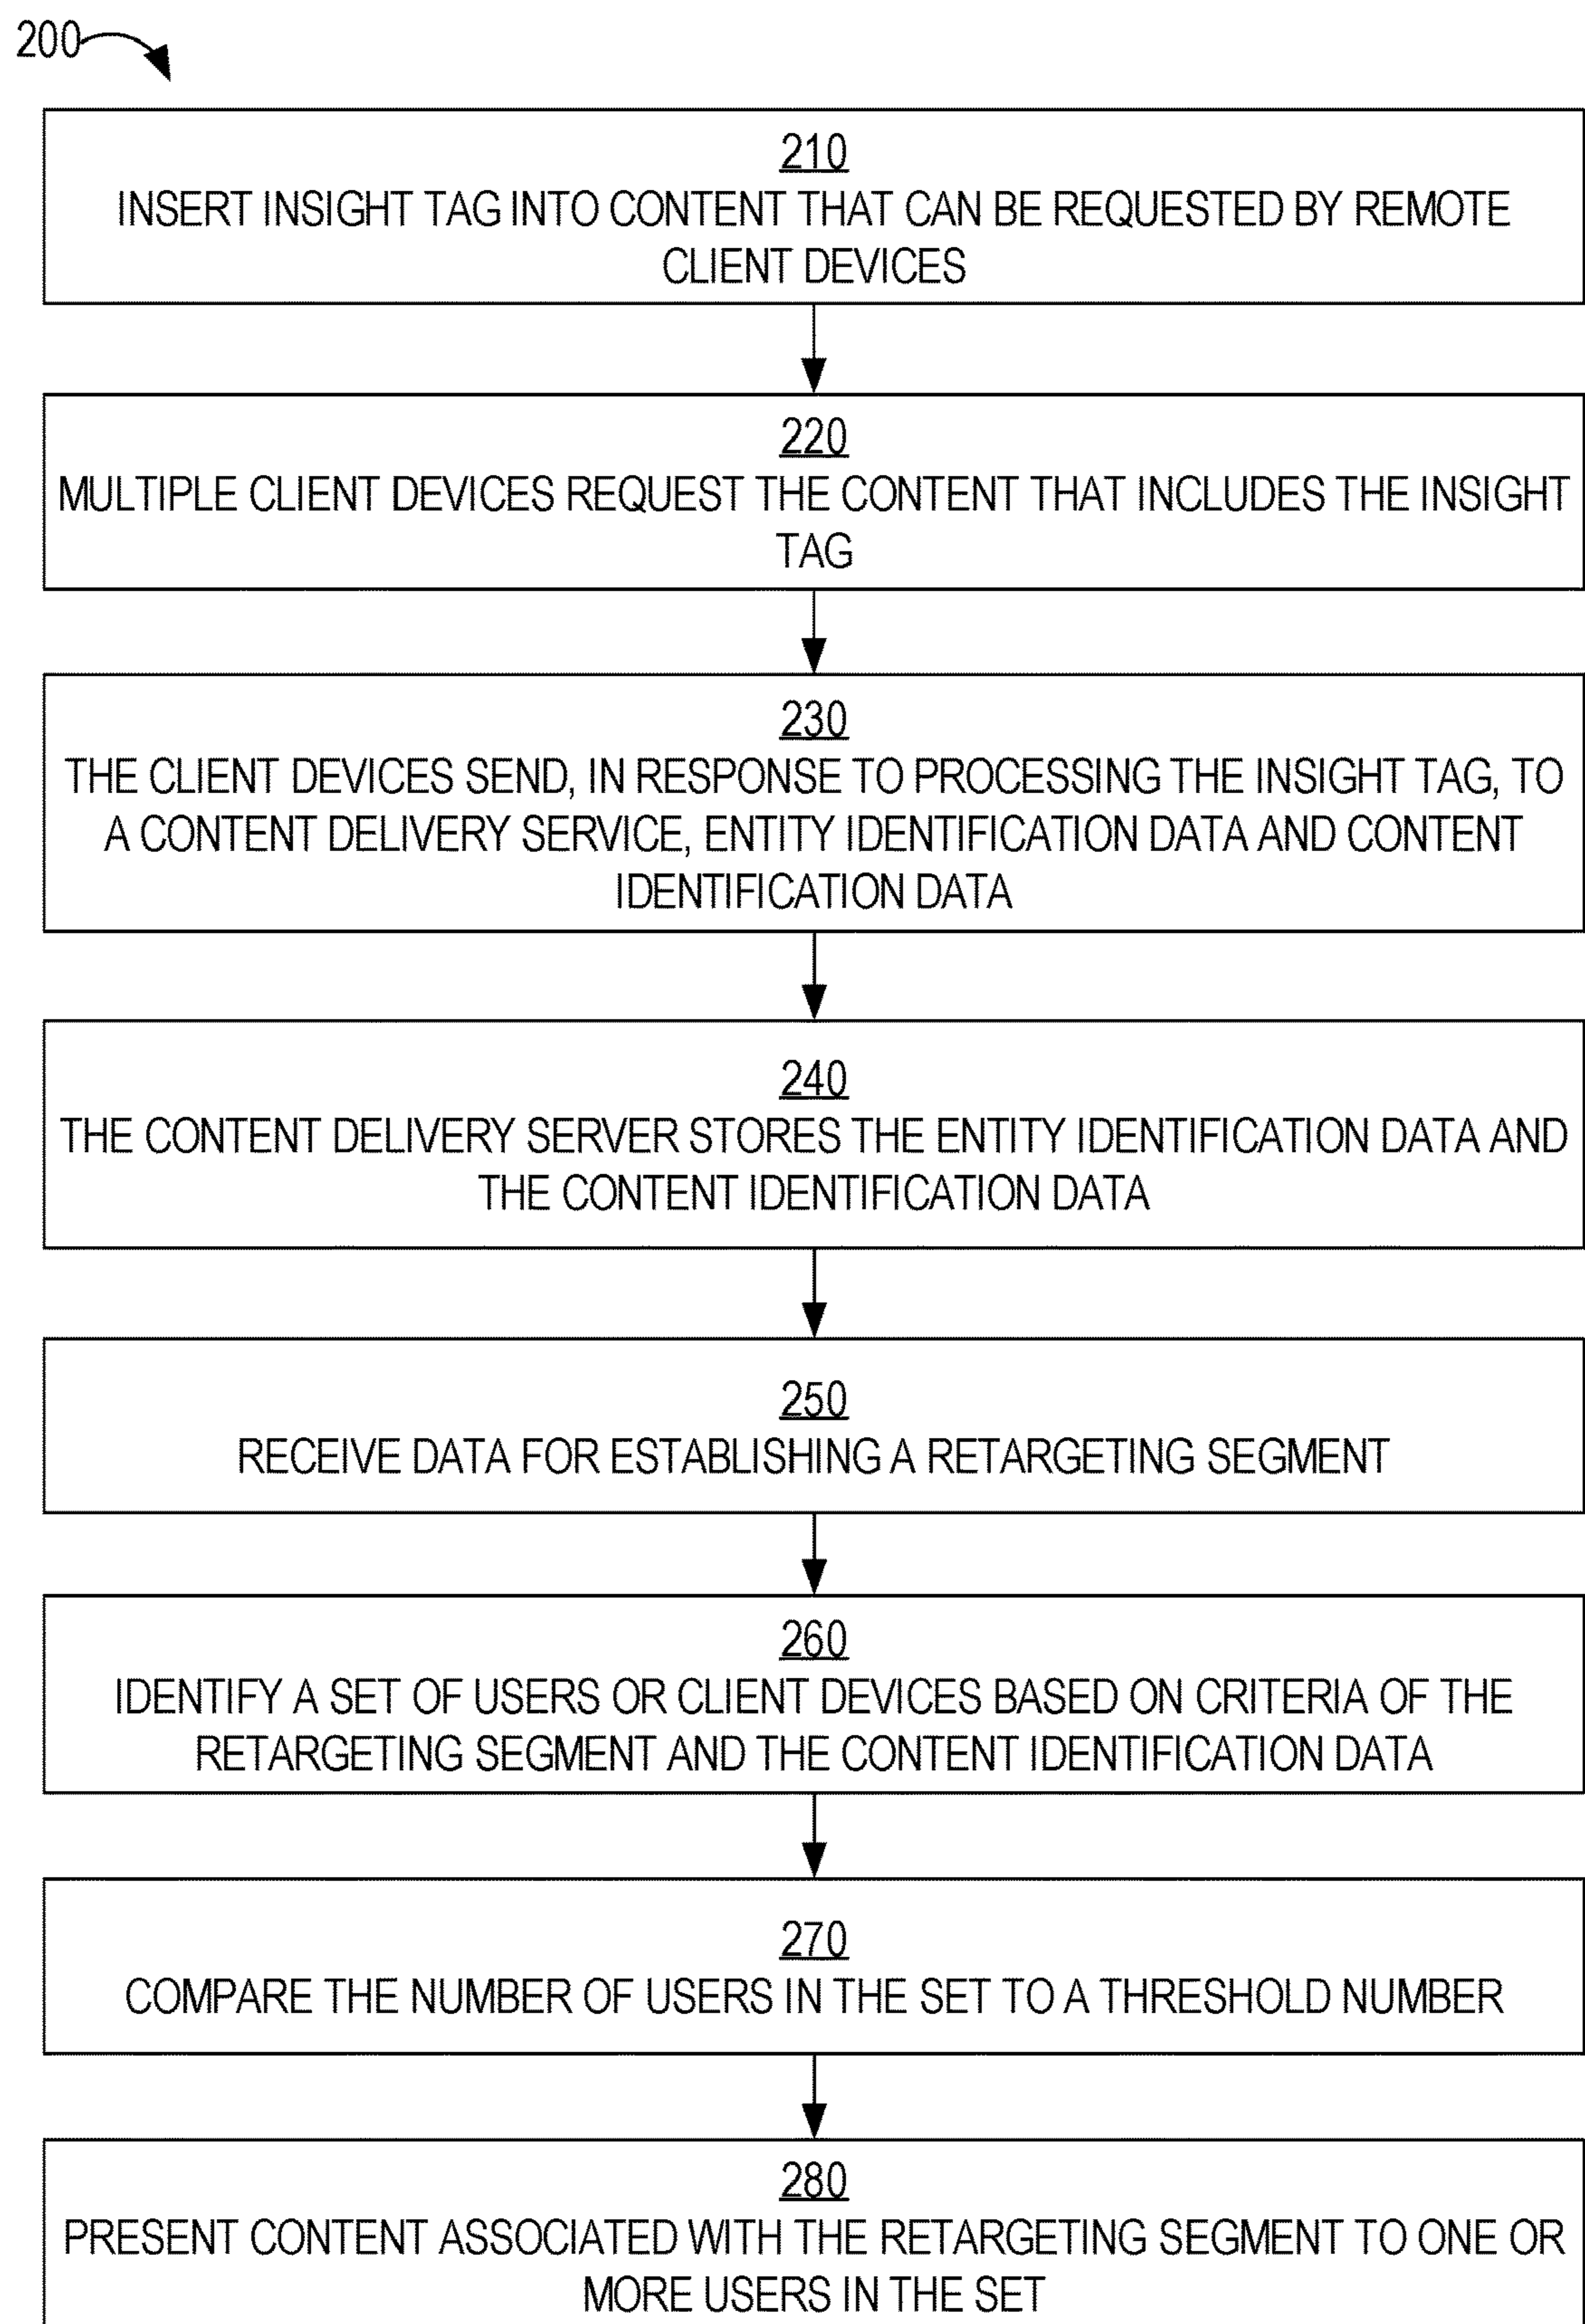 200
210
INSERT INSIGHT TAG INTO CONTENT THAT CAN BE REQUESTED BY REMOTE
CLIENT DEVICES
220
MULTIPLE CLIENT DEVICES REQUEST THE CONTENT THAT INCLUDES THE INSIGHT
TAG
230
THE CLIENT DEVICES SEND, IN RESPONSE TO PROCESSING THE INSIGHT TAG, TO
A CONTENT DELIVERY SERVICE, ENTITY IDENTIFICATION DATA AND CONTENT
IDENTIFICATION DATA
240
THE CONTENT DELIVERY SERVER STORES THE ENTITY IDENTIFICATION DATA AND
THE CONTENT IDENTIFICATION DATA
250
RECEIVE DATA FOR ESTABLISHING A RETARGETING SEGMENT
260
IDENTIFY A SET OF USERS OR CLIENT DEVICES BASED ON CRITERIA OF THE
RETARGETING SEGMENT AND THE CONTENT IDENTIFICATION DATA
270
COMPARE THE NUMBER OF USERS IN THE SET TO A THRESHOLD NUMBER
280
PRESENT CONTENT ASSOCIATED WITH THE RETARGETING SEGMENT TO ONE OR
MORE USERS IN THE SET